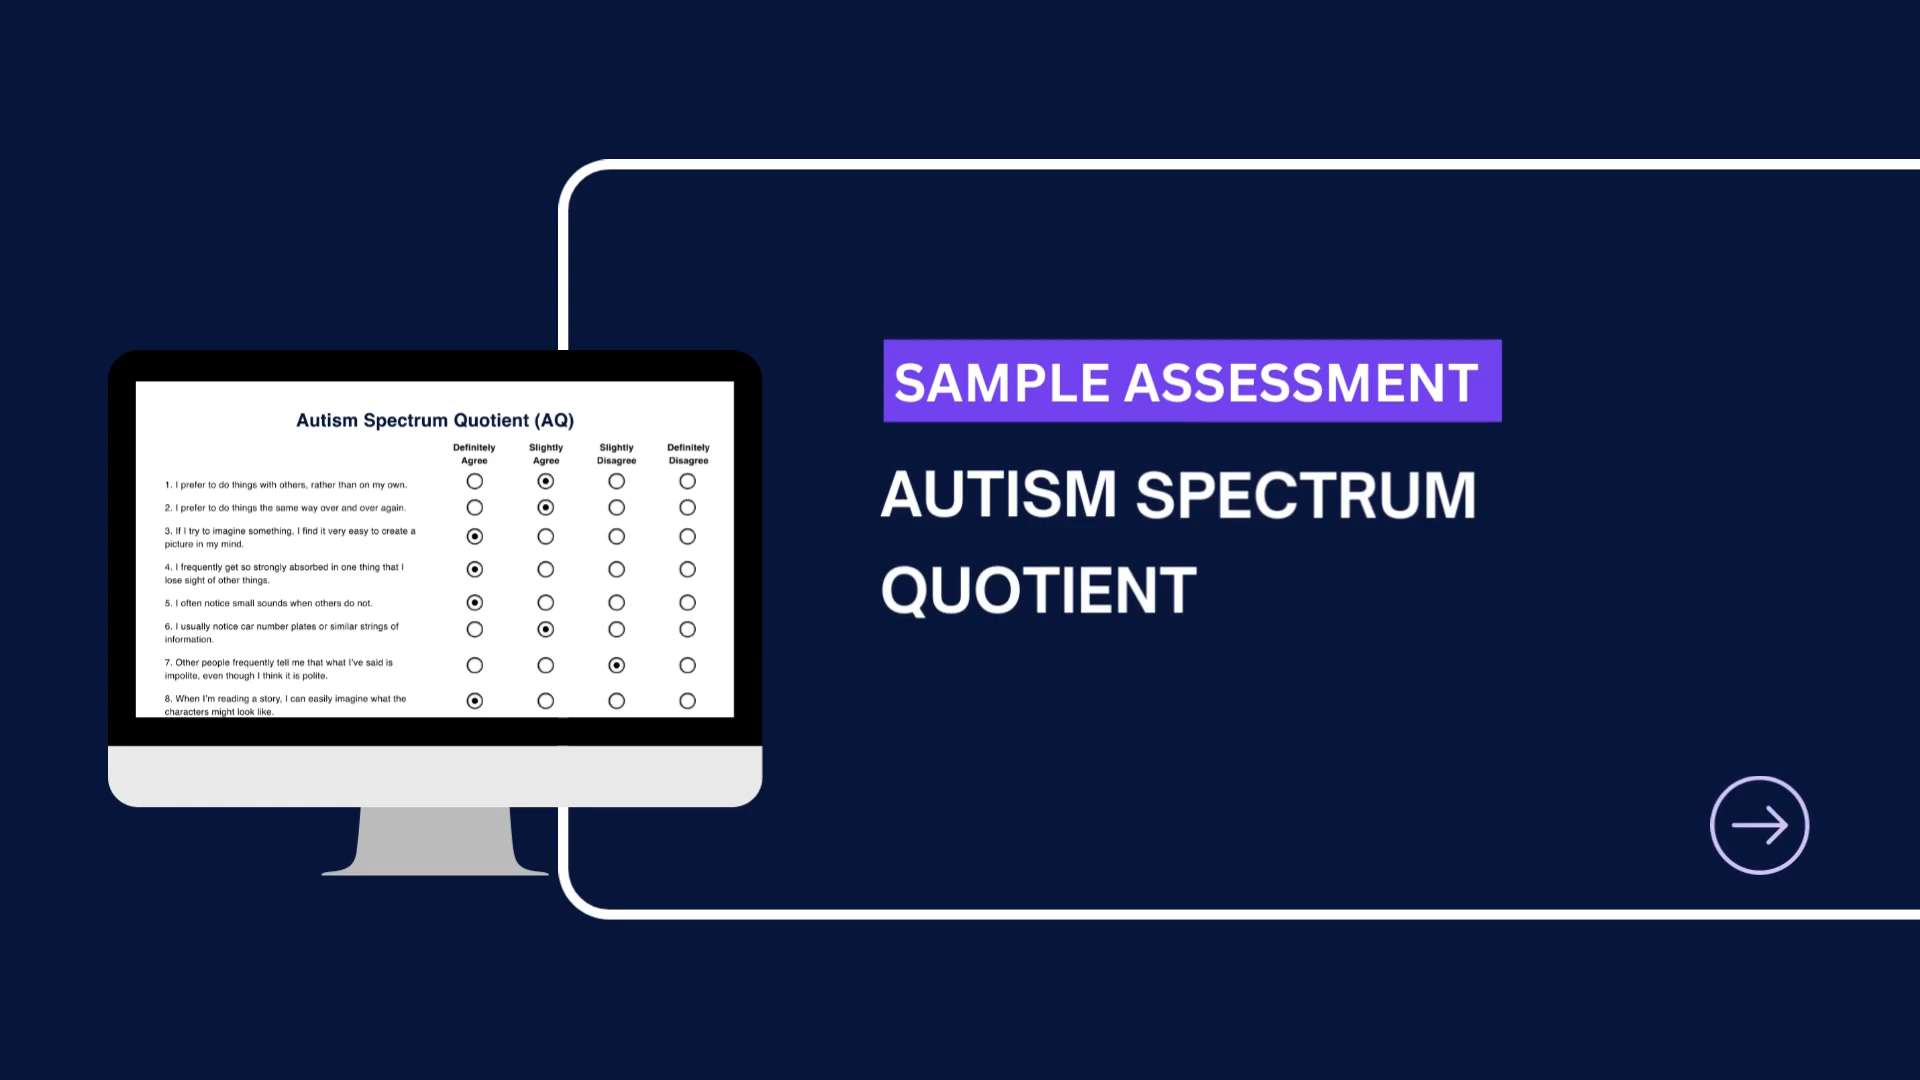 Autism Spectrum Quotient (AQ)
Definitely Agree
Slightly Agree
Slightly Disagree
Definitely Disagree
1. I prefer to do things with others, rather than on my own.
2. I prefer to do things the same way over and over again.
3. If I try to imagine something, I find it very easy to create a
picture in my mind.
4. I frequently get so strongly absorbed in one thing that I
lose sight of other things.
5. I often notice small sounds when others do not.
6. I usually notice car number plates or similar strings of
information.
7. Other people frequently tell me that what I've said is
impolite, even though I think it is polite.
8. When I'm reading a story, I can easily imagine what the
characters might look like.
SAMPLE ASSESSMENT
AUTISM SPECTRUM
QUOTIENT